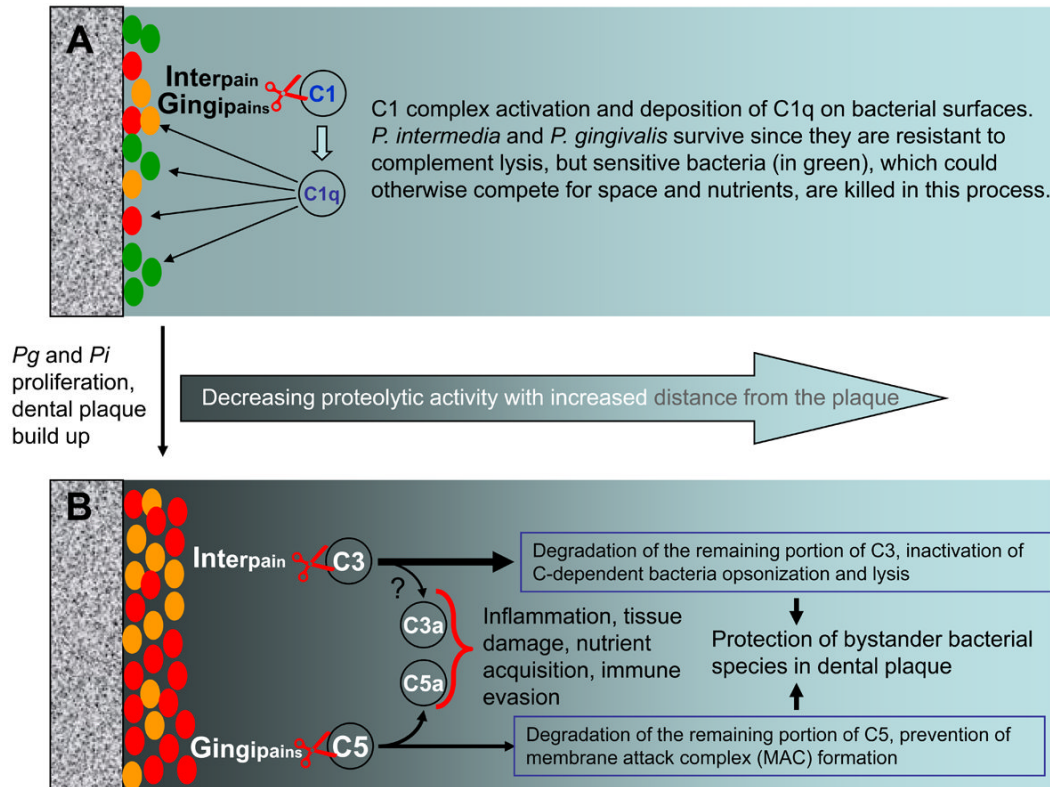 A
Interpain
Gingipains
C1
C1q
C1 complex activation and deposition of C1q on bacterial surfaces.
P. intermedia and P. gingivalis survive since they are resistant to
complement lysis, but sensitive bacteria (in green), which could
otherwise compete for space and nutrients, are killed in this process.
Pg and Pi
proliferation,
dental plaque
build up
Decreasing proteolytic activity with increased distance from the plaque
B
Interpain
C3
?
C3a
C5a
Gingipains
C5
Inflammation, tissue
damage, nutrient
acquisition, immune
evasion
Degradation of the remaining portion of C3, inactivation of
C-dependent bacteria opsonization and lysis
Protection of bystander bacterial
species in dental plaque
Degradation of the remaining portion of C5, prevention of
membrane attack complex (MAC) formation